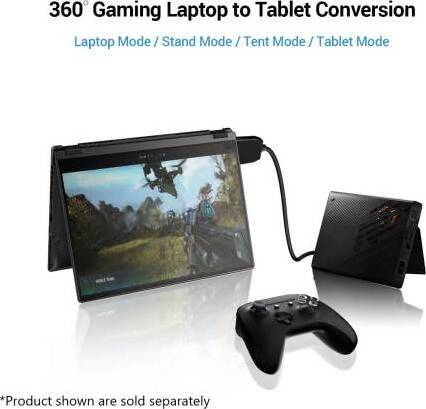 360° Gaming Laptop to Tablet Conversion
Laptop Mode / Stand Mode / Tent Mode / Tablet Mode
*Product shown are sold separately